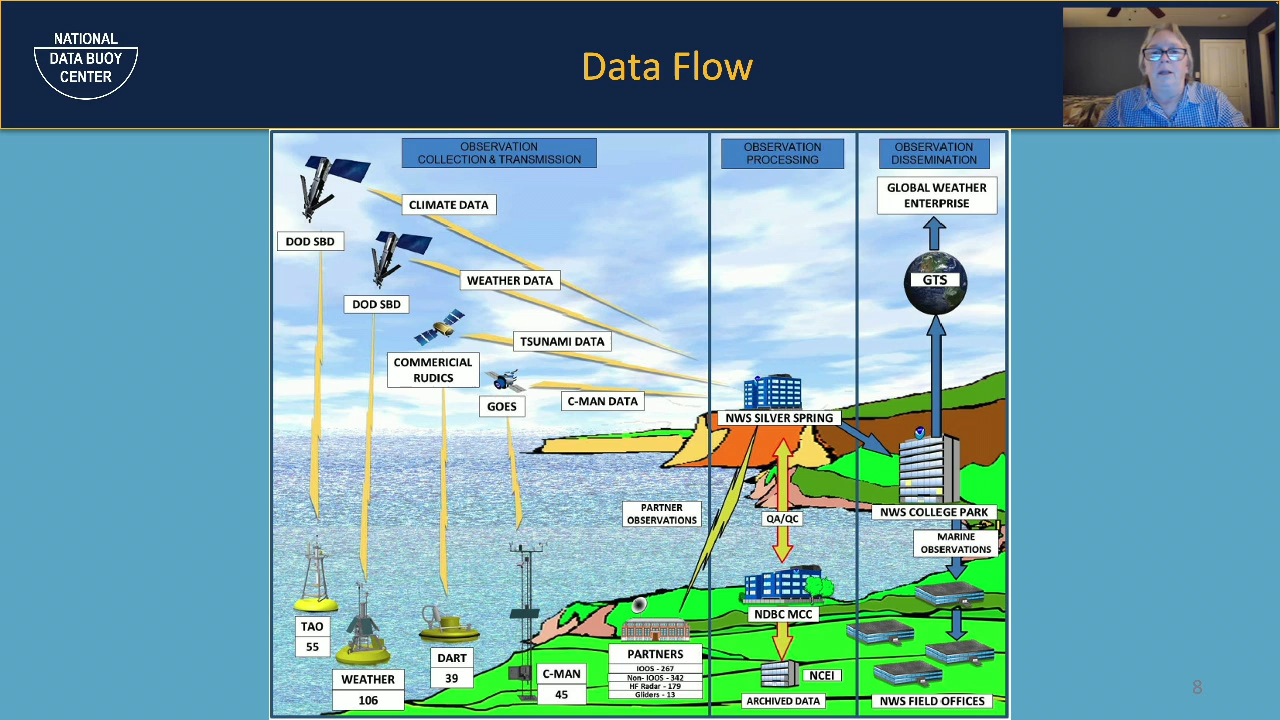 NATIONAL
DATA BUOY
CENTER
Data Flow
OBSERVATION
COLLECTION & TRANSMISSION
OBSERVATION
PROCESSING
OBSERVATION
DISSEMINATION
GLOBAL WEATHER
ENTERPRISE
CLIMATE DATA
DOD SBD
WEATHER DATA
GTS
DOD SBD
TSUNAMI DATA
COMMERICIAL
RUDICS
C-MAN DATA
GOES
NWS SILVER SPRING
PARTNER
OBSERVATIONS
QA/QC
NWS COLLEGE PARK
MARINE
OBSERVATIONS
TAO
55
NDBC MCC
WEATHER
106
DART
39
C-MAN
45
PARTNERS
IOOS - 267
Non- IOOS - 342
HF Radar - 179
Gliders - 13
NCEI
ARCHIVED DATA
NWS FIELD OFFICES
8